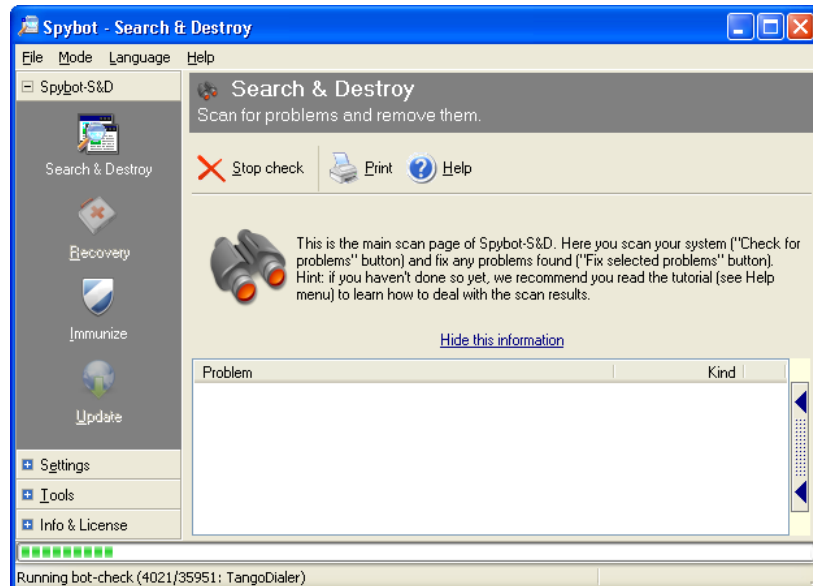 Spybot - Search & Destroy
File Mode Language Help
Spybot-S&D
Search & Destroy
Recovery
Immunize
Update
Settings
Tools
Info & License
Search & Destroy
Scan for problems and remove them.
Stop check Print Help
This is the main scan page of Spybot-S&D. Here you scan your system ("Check for
problems" button) and fix any problems found ("Fix selected problems" button).
Hint: if you haven't done so yet, we recommend you read the tutorial (see Help
menu) to learn how to deal with the scan results.
Hide this information
Problem Kind
Running bot-check (4021/35951: TangoDialer)